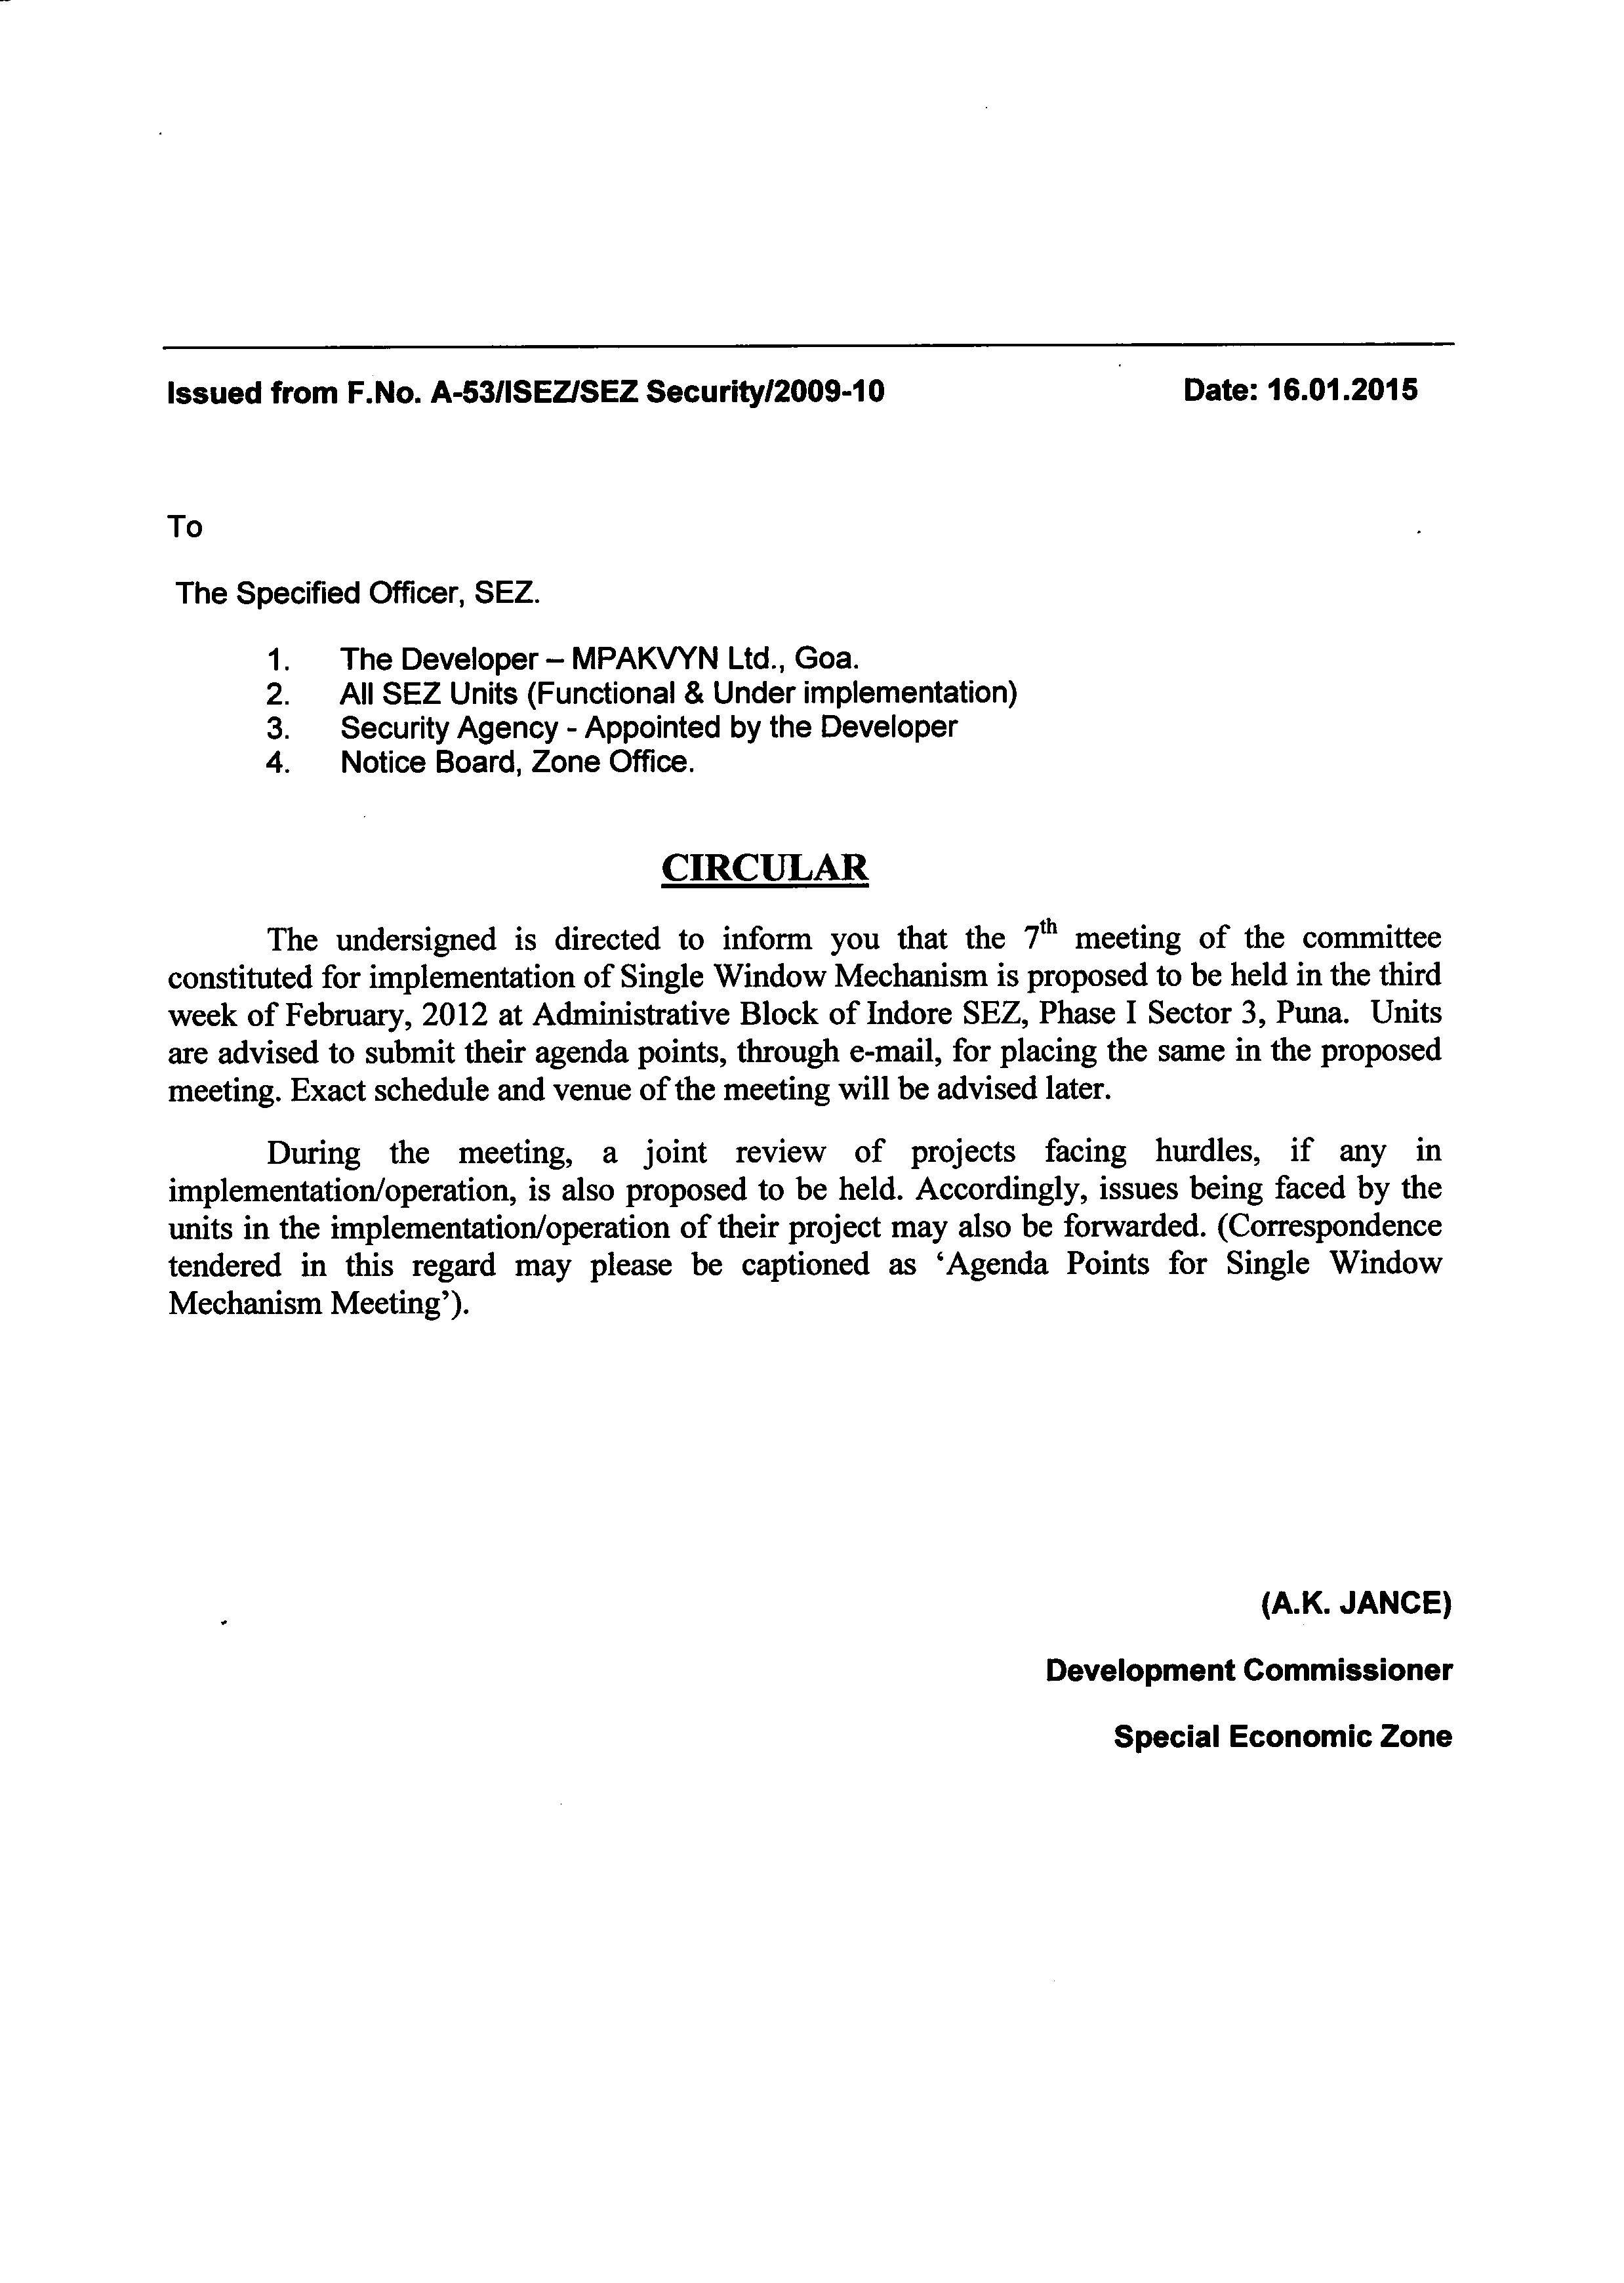 Issued from F.No. A-53/ISEZ/SEZ Security/2009-10 Date: 16.01.2015
To
The Specified Officer, SEZ.
1. The Developer – MPAKVYN Ltd., Goa.
2. All SEZ Units (Functional & Under implementation)
3. Security Agency - Appointed by the Developer
4. Notice Board, Zone Office.
CIRCULAR
The undersigned is directed to inform you that the 7th meeting of the committee
constituted for implementation of Single Window Mechanism is proposed to be held in the third
week of February, 2012 at Administrative Block of Indore SEZ, Phase I Sector 3, Puna. Units
are advised to submit their agenda points, through e-mail, for placing the same in the proposed
meeting. Exact schedule and venue of the meeting will be advised later.
During the meeting, a joint review of projects facing hurdles, if any in
implementation/operation, is also proposed to be held. Accordingly, issues being faced by the
units in the implementation/operation of their project may also be forwarded. (Correspondence
tendered in this regard may please be captioned as ‘Agenda Points for Single Window
Mechanism Meeting’).
(A.K. JANCE)
Development Commissioner
Special Economic Zone